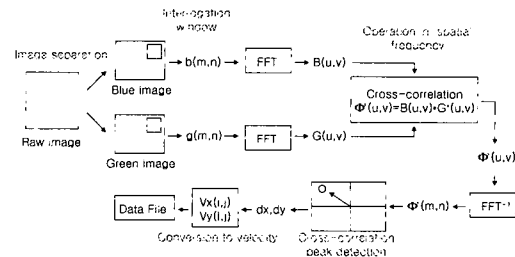 Interrogation
window
Operation in spatial
frequency
Image separation
b(m,n)
FFT
B(u,v)
Blue image
Cross-correlation
Φ'(u,v)=B(u,v)•G*(u,v)
Raw image
g(m,n)
FFT
G(u,v)
Green image
Φ'(u,v)
Data File
Vx(i,j)
Vy(i,j)
dx,dy
Φ'(m,n)
FFT⁻¹
Conversion to velocity
Cross-correlation
peak detection